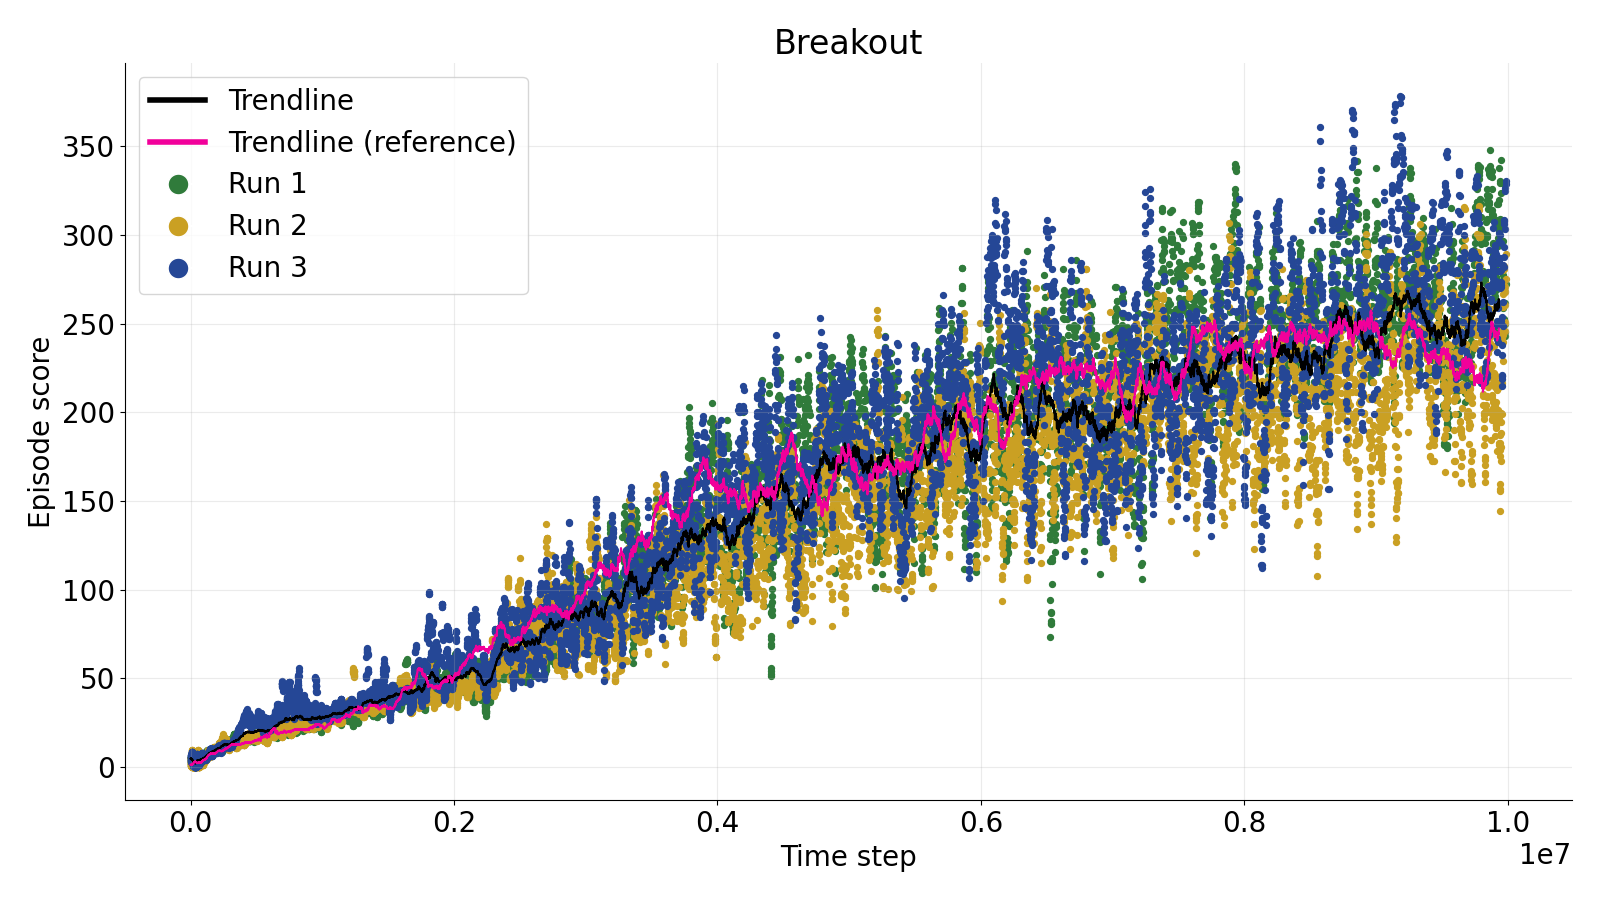 Breakout
Trendline
Trendline (reference)
Run 1
Run 2
Run 3
350
300
250
200
150
100
50
0
Episode score
0.0 0.2 0.4 0.6 0.8 1.0
1e7
Time step